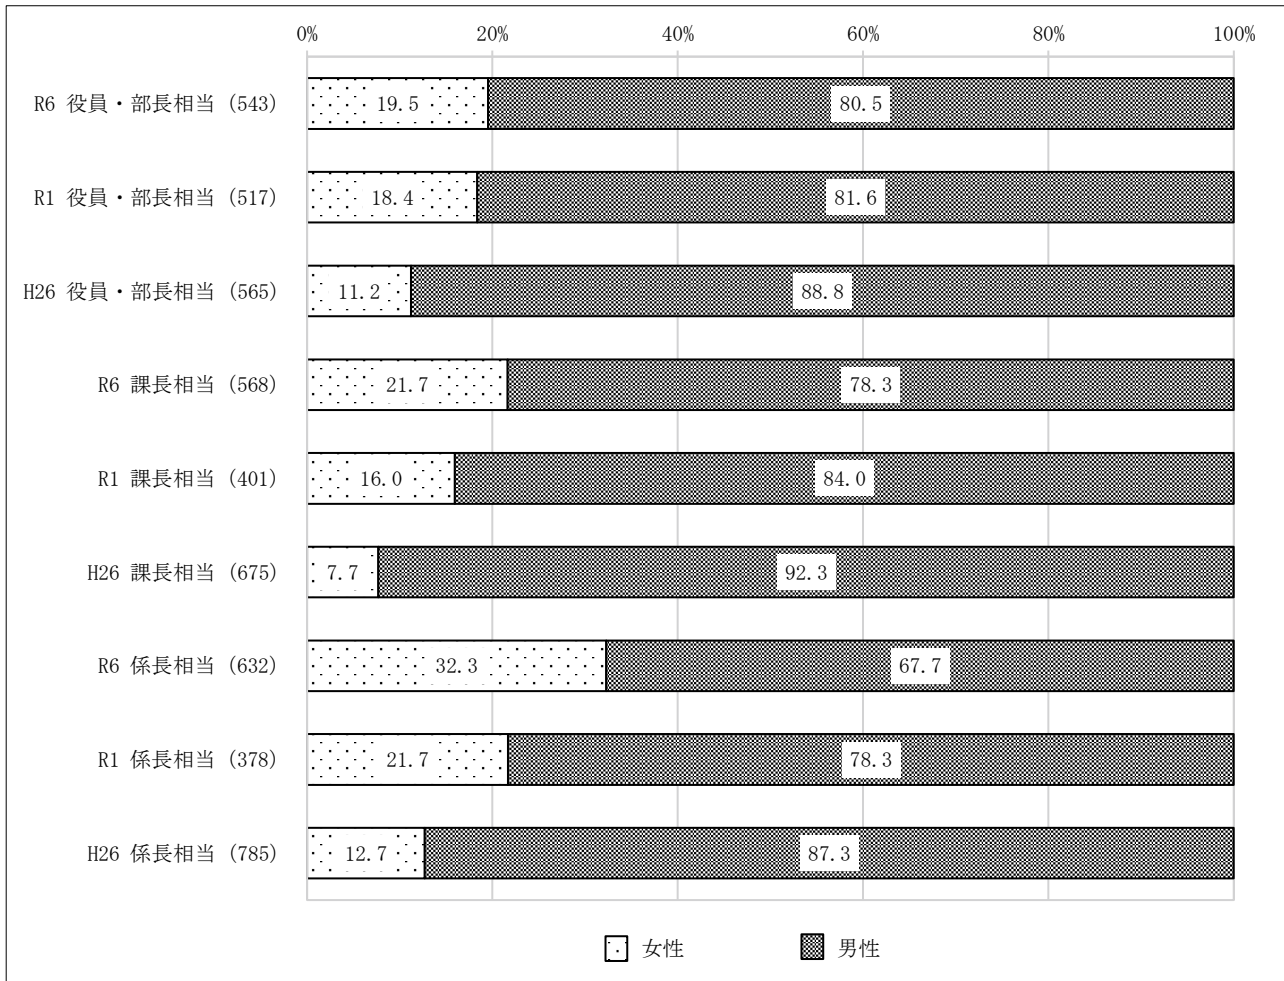 0% 20% 40% 60% 80% 100%
R6 役員・部長相当 (543) 19.5 80.5
R1 役員・部長相当 (517) 18.4 81.6
H26 役員・部長相当 (565) 11.2 88.8
R6 課長相当 (568) 21.7 78.3
R1 課長相当 (401) 16.0 84.0
H26 課長相当 (675) 7.7 92.3
R6 係長相当 (632) 32.3 67.7
R1 係長相当 (378) 21.7 78.3
H26 係長相当 (785) 12.7 87.3
女性 男性